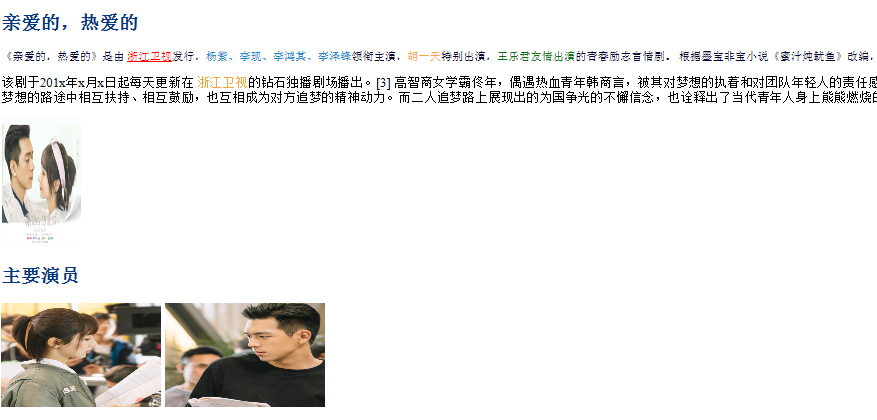 亲爱的，热爱的
《亲爱的，热爱的》是由 浙江卫视发行，杨紫、李现、李鸿其、李泽锋领衔主演，胡一天特别出演，王乐君友情出演的青春励志言情剧。根据墨宝非宝小说《蜜汁炖鱿鱼》改编，
该剧于201x年x月x日起每天更新在 浙江卫视的钻石独播剧场播出。[3] 高智商女学霸佟年，偶遇热血青年韩商言，被其对梦想的执着和对团队年轻人的责任感
梦想的路途中相互扶持、相互鼓励，也互相成为对方追梦的精神动力。而二人追梦路上展现出的为国争光的不懈信念，也诠释出了当代青年人身上熊熊燃烧的
主要演员